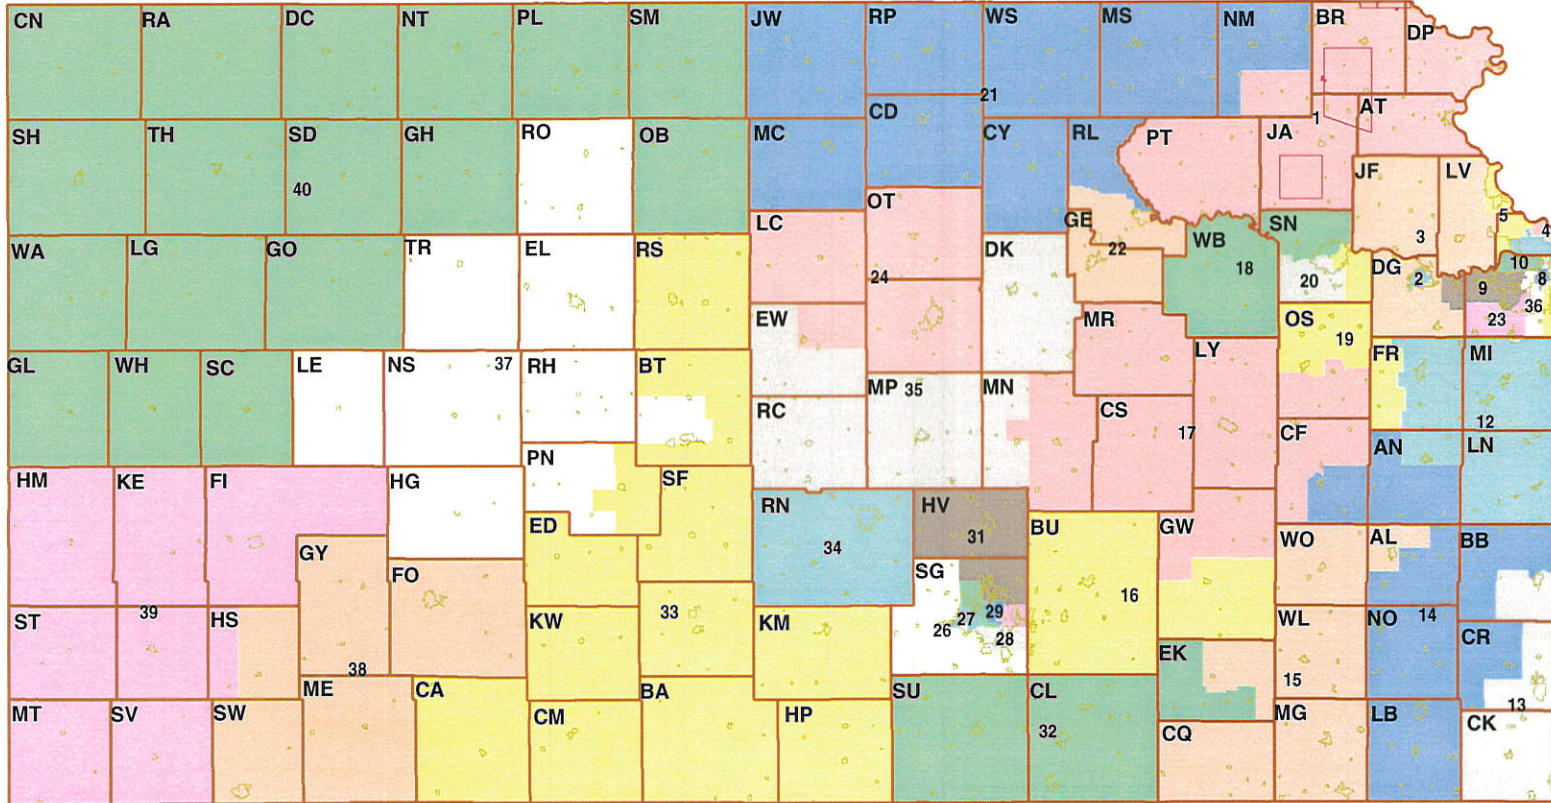 CN RA DC NT PL SM JW RP WS MS NM BR DP
21
CD AT
SH TH SD GH RO OB MC CY RL PT JA 1
40
JF LV
OT
LC GE SN 5
WA LG GO TR EL RS DK 22 WB 18 3 4
24 20 DG 2 10 8
9
EW MR OS 36
23
19
GL WH SC LE NS 37 RH BT LY FR MI
MP 35 MN
RC CS 17 12
CF AN LN
PN
HM KE FI HG SF
RN HV
ED 34 31 BU GW
GY WO AL BB
SG
FO
16
ST 39 HS KW 33 KM 27 29 WL NO 14
26 28 CR
EK
38 15
ME CA BA SU CL
MT SV SW CM HP MG LB 13
32 CQ CK